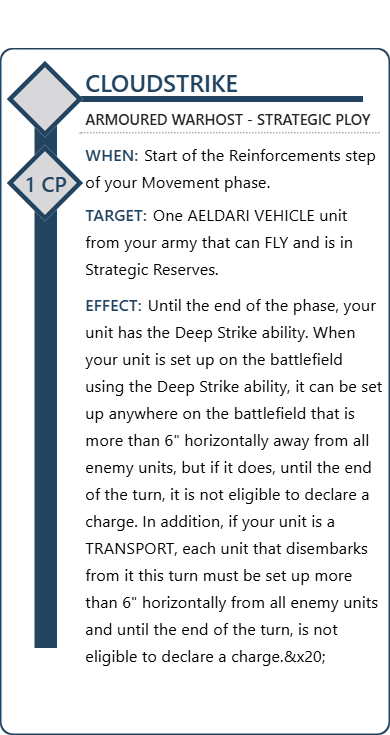 CLOUDSTRIKE
ARMOURED WARHOST - STRATEGIC PLOY
1 CP
WHEN: Start of the Reinforcements step
of your Movement phase.
TARGET: One AELDARI VEHICLE unit
from your army that can FLY and is in
Strategic Reserves.
EFFECT: Until the end of the phase, your
unit has the Deep Strike ability. When
your unit is set up on the battlefield
using the Deep Strike ability, it can be set
up anywhere on the battlefield that is
more than 6" horizontally away from all
enemy units, but if it does, until the end
of the turn, it is not eligible to declare a
charge. In addition, if your unit is a
TRANSPORT, each unit that disembarks
from it this turn must be set up more
than 6" horizontally from all enemy units
and until the end of the turn, is not
eligible to declare a charge.&x20;